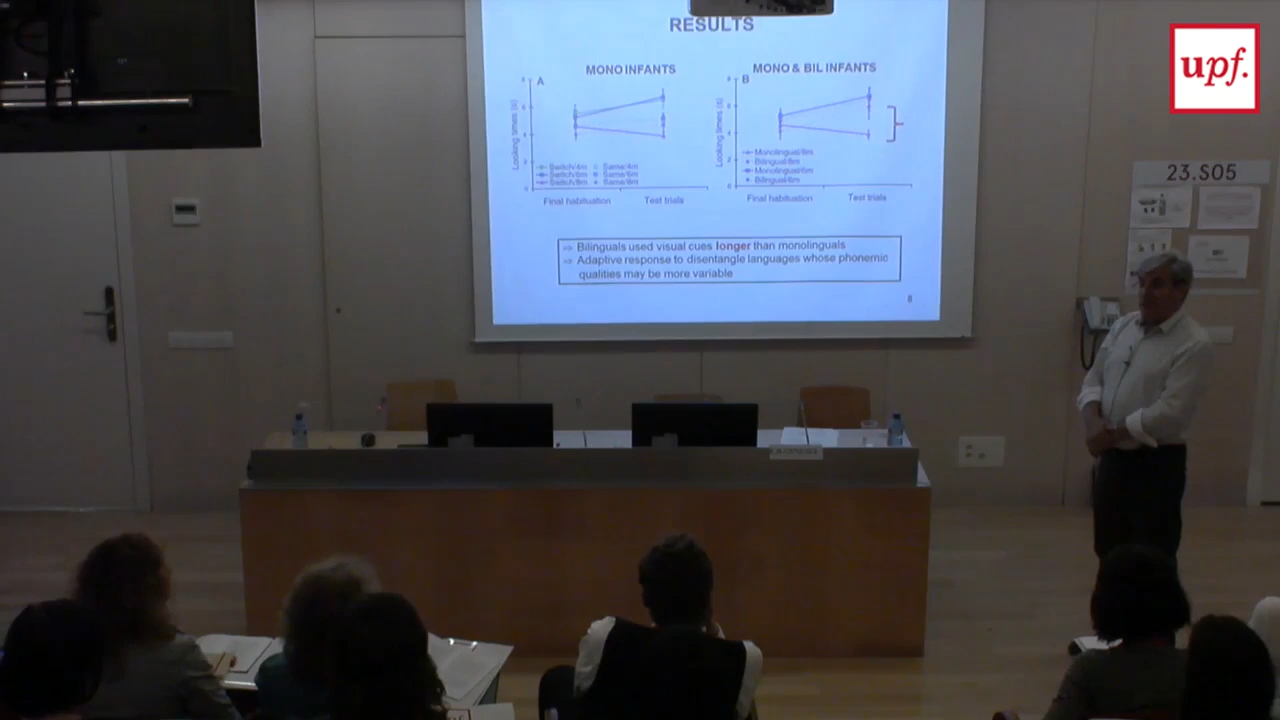 RESULTS
upf.
MONO INFANTS
MONO & BIL INFANTS
A
B
Looking times (s)
Looking times (s)
Switch/4m
Same/4m
Switch/6m
Same/6m
Switch/8m
Same/8m
Monolingual/8m
Bilingual/8m
Monolingual/6m
Bilingual/6m
Final habituation
Test trials
Final habituation
Test trials
⇒ Bilinguals used visual cues longer than monolinguals
⇒ Adaptive response to disentangle languages whose phonemic
qualities may be more variable
8
23.S05